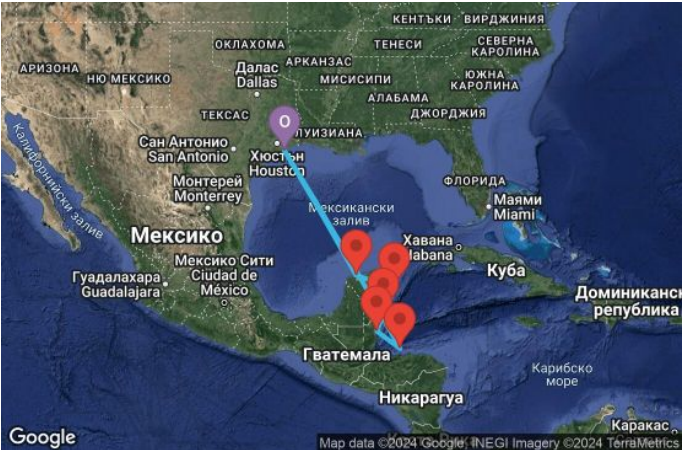 КЕНТЪКИ
ВИРДЖИНИЯ
ОКЛАХОМА
ТЕНЕСИ
СЕВЕРНА
КАРОЛИНА
АРИЗОНА
НЮ МЕКСИКО
Далас
Dallas
АРКАНЗАС
МИСИСИПИ
ЮЖНА
КАРОЛИНА
АЛАБАМА
ТЕКСАС
ДЖОРДЖИЯ
O
ЛУИЗИАНА
Сан Антонио
San Antonio
Хюстън
Houston
Калифорнийски залив
Монтерей
Monterrey
ФЛОРИДА
Маями
Miami
Мексикански
залив
Мексико
Хавана
Habana
Мексико Сити
Ciudad de
México
Гуадалахара
Guadalajara
Куба
Доминиканск
република
Гватемала
Карибско
море
Никарагуа
Каракас
Google
Map data ©2024 Google, INEGI Imagery ©2024 TerraMetrics